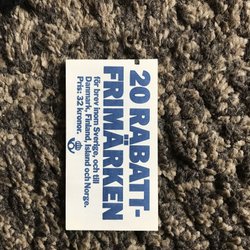 20 RABATT-
FRIMÄRKEN
för brev inom Sverige, och till
Danmark, Finland, Island och Norge.
Pris: 32 kronor.